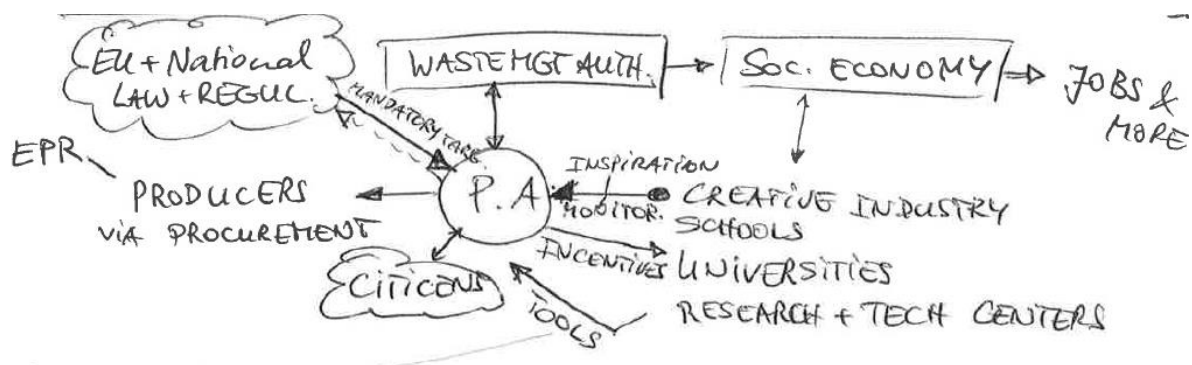 EU + National
LAW + REGUL.
WASTE MGT AUTH.
SOC. ECONOMY
JOBS &
MORE
MANDATORY TARG.
EPR
PRODUCERS
VIA PROCUREMENT
P.A.
INSPIRATION
MONITOR.
CREATIVE INDUSTRY
SCHOOLS
INCENTIVES
UNIVERSITIES
CITICENS
TOOLS
RESEARCH + TECH CENTERS